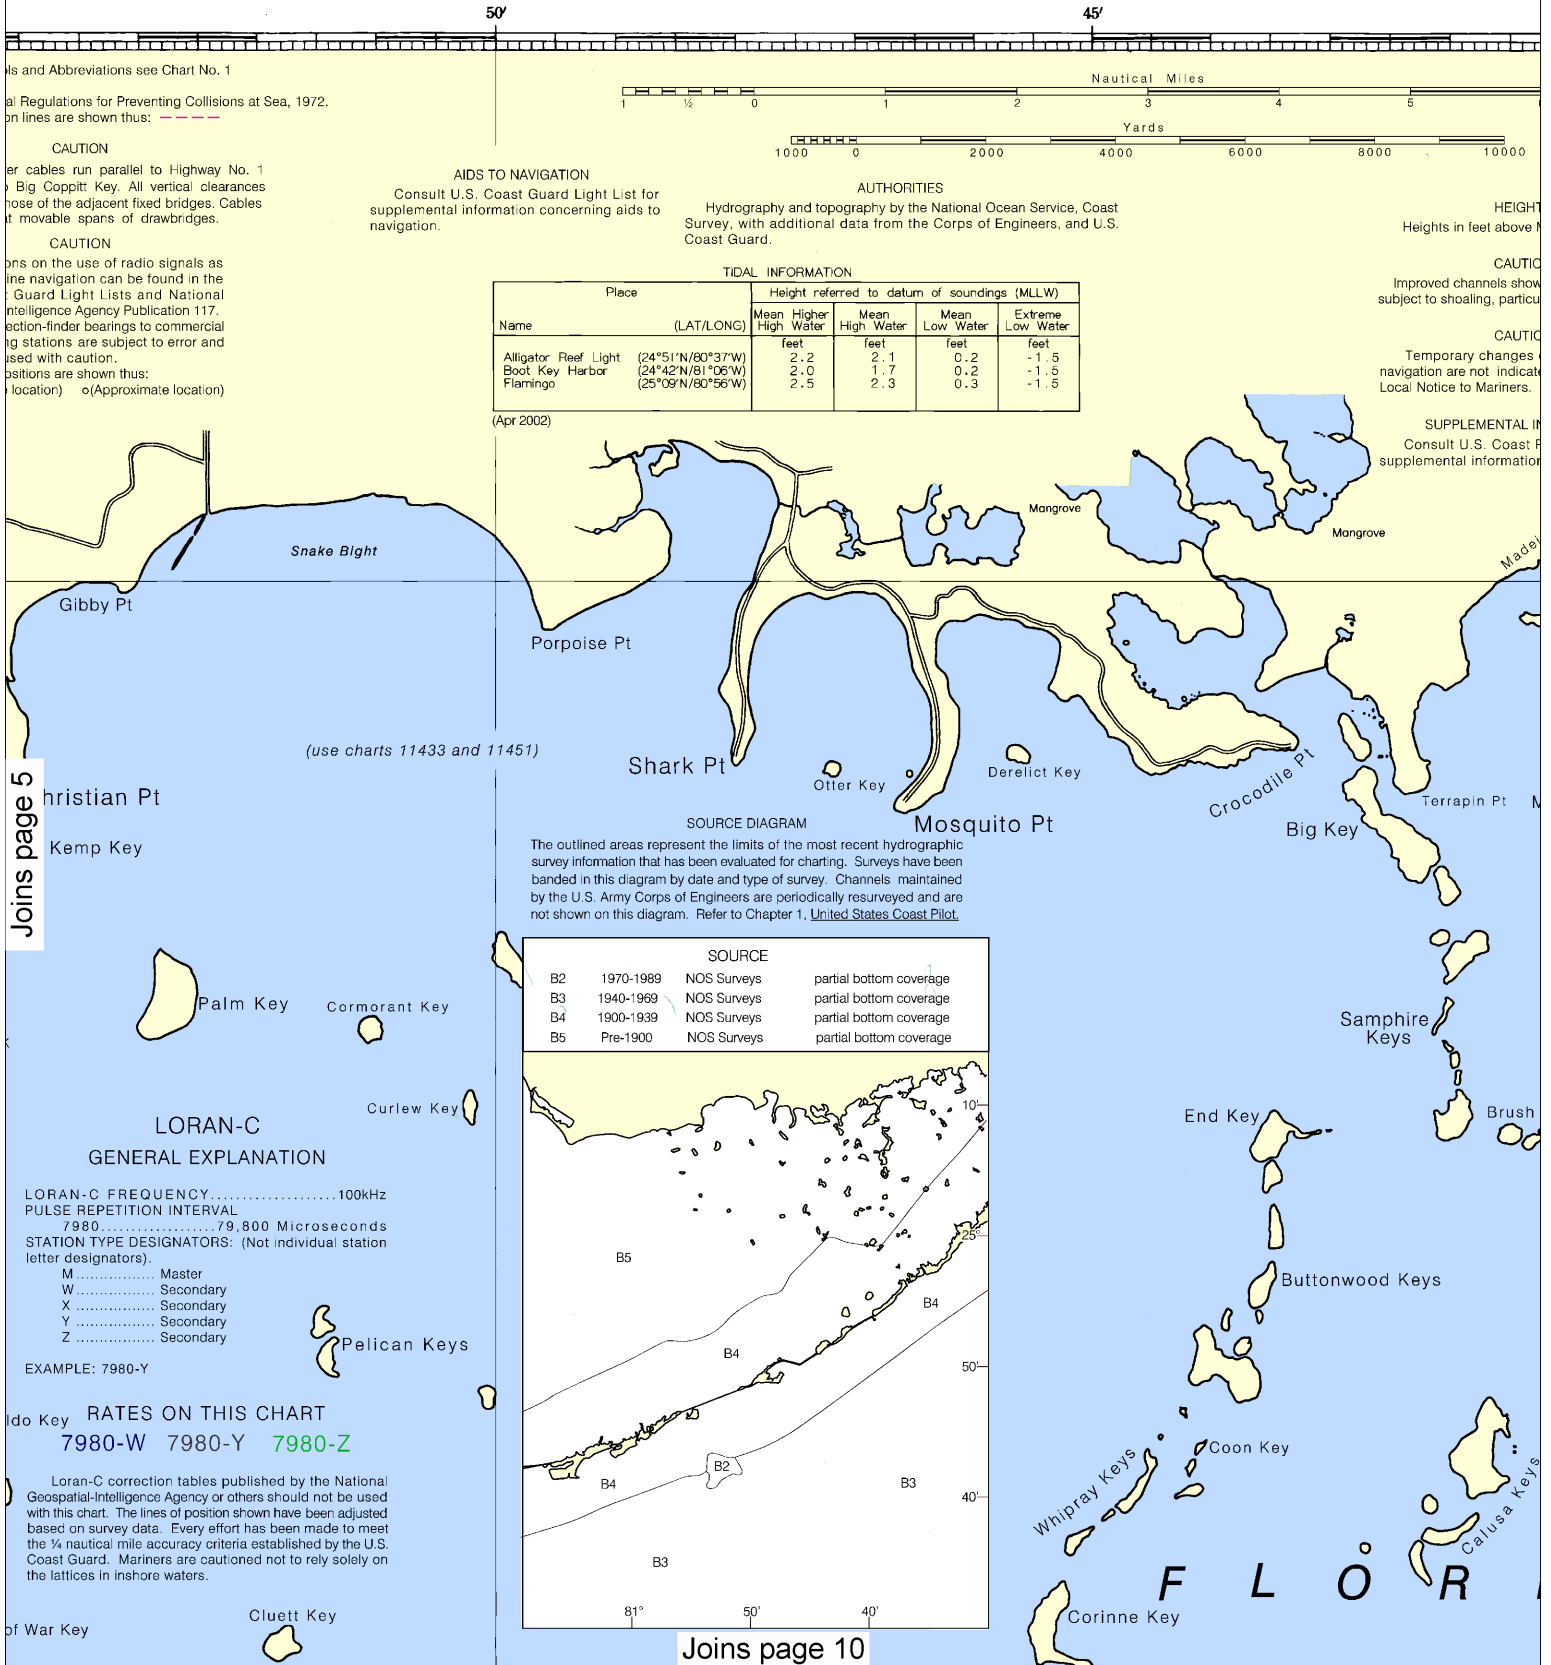 50′ 45′
ls and Abbreviations see Chart No. 1
al Regulations for Preventing Collisions at Sea, 1972.
on lines are shown thus:
CAUTION
er cables run parallel to Highway No. 1
Big Coppitt Key. All vertical clearances
hose of the adjacent fixed bridges. Cables
t movable spans of drawbridges.
CAUTION
ons on the use of radio signals as
ine navigation can be found in the
Guard Light Lists and National
ntelligence Agency Publication 117.
ection-finder bearings to commercial
ng stations are subject to error and
used with caution.
ositions are shown thus:
location) o(Approximate location)
Nautical Miles
1 ½ 0 1 2 3 4 5
Yards
1000 0 2000 4000 6000 8000 10000
AIDS TO NAVIGATION
Consult U.S. Coast Guard Light List for
supplemental information concerning aids to
navigation.
AUTHORITIES
Hydrography and topography by the National Ocean Service, Coast
Survey, with additional data from the Corps of Engineers, and U.S.
Coast Guard.
HEIGHT
Heights in feet above
CAUTIO
Improved channels show
subject to shoaling, particu
CAUTIO
Temporary changes
navigation are not indicate
Local Notice to Mariners.
SUPPLEMENTAL IN
Consult U.S. Coast
supplemental information
TIDAL INFORMATION
Place Height referred to datum of soundings (MLLW)
Name (LAT/LONG) Mean Higher High Water Mean High Water Mean Low Water Extreme Low Water
feet feet feet feet
Alligator Reef Light (24°51′N/80°37′W) 2.2 2.1 0.2 -1.5
Boot Key Harbor (24°42′N/81°06′W) 2.0 1.7 0.2 -1.5
Flamingo (25°09′N/80°56′W) 2.5 2.3 0.3 -1.5
(Apr 2002)
Mangrove
Mangrove
Snake Bight
Madei
Gibby Pt
Porpoise Pt
(use charts 11433 and 11451)
Shark Pt
Otter Key
Derelict Key
Crocodile Pt
Terrapin Pt
M
Big Key
Mosquito Pt
Joins page 5
hristian Pt
Kemp Key
SOURCE DIAGRAM
The outlined areas represent the limits of the most recent hydrographic
survey information that has been evaluated for charting. Surveys have been
banded in this diagram by date and type of survey. Channels maintained
by the U.S. Army Corps of Engineers are periodically resurveyed and are
not shown on this diagram. Refer to Chapter 1, United States Coast Pilot.
SOURCE
B2 1970-1989 NOS Surveys partial bottom coverage
B3 1940-1969 NOS Surveys partial bottom coverage
B4 1900-1939 NOS Surveys partial bottom coverage
B5 Pre-1900 NOS Surveys partial bottom coverage
10′
25°
B5
B4
50′
B4
B2
B4
B3
40′
B3
81° 50′ 40′
Palm Key
Cormorant Key
Curlew Key
Samphire
Keys
End Key
Brush
Buttonwood Keys
LORAN-C
GENERAL EXPLANATION
LORAN-C FREQUENCY....................100kHz
PULSE REPETITION INTERVAL
7980..................79,800 Microseconds
STATION TYPE DESIGNATORS: (Not individual station
letter designators).
M ................ Master
W ................ Secondary
X ................ Secondary
Y ................ Secondary
Z ................ Secondary
EXAMPLE: 7980-Y
Pelican Keys
ldo Key
RATES ON THIS CHART
7980-W 7980-Y 7980-Z
Loran-C correction tables published by the National
Geospatial-Intelligence Agency or others should not be used
with this chart. The lines of position shown have been adjusted
based on survey data. Every effort has been made to meet
the ¼ nautical mile accuracy criteria established by the U.S.
Coast Guard. Mariners are cautioned not to rely solely on
the lattices in inshore waters.
Coon Key
Whipray Keys
Calusa Keys
F L O R
Cluett Key
of War Key
Corinne Key
Joins page 10